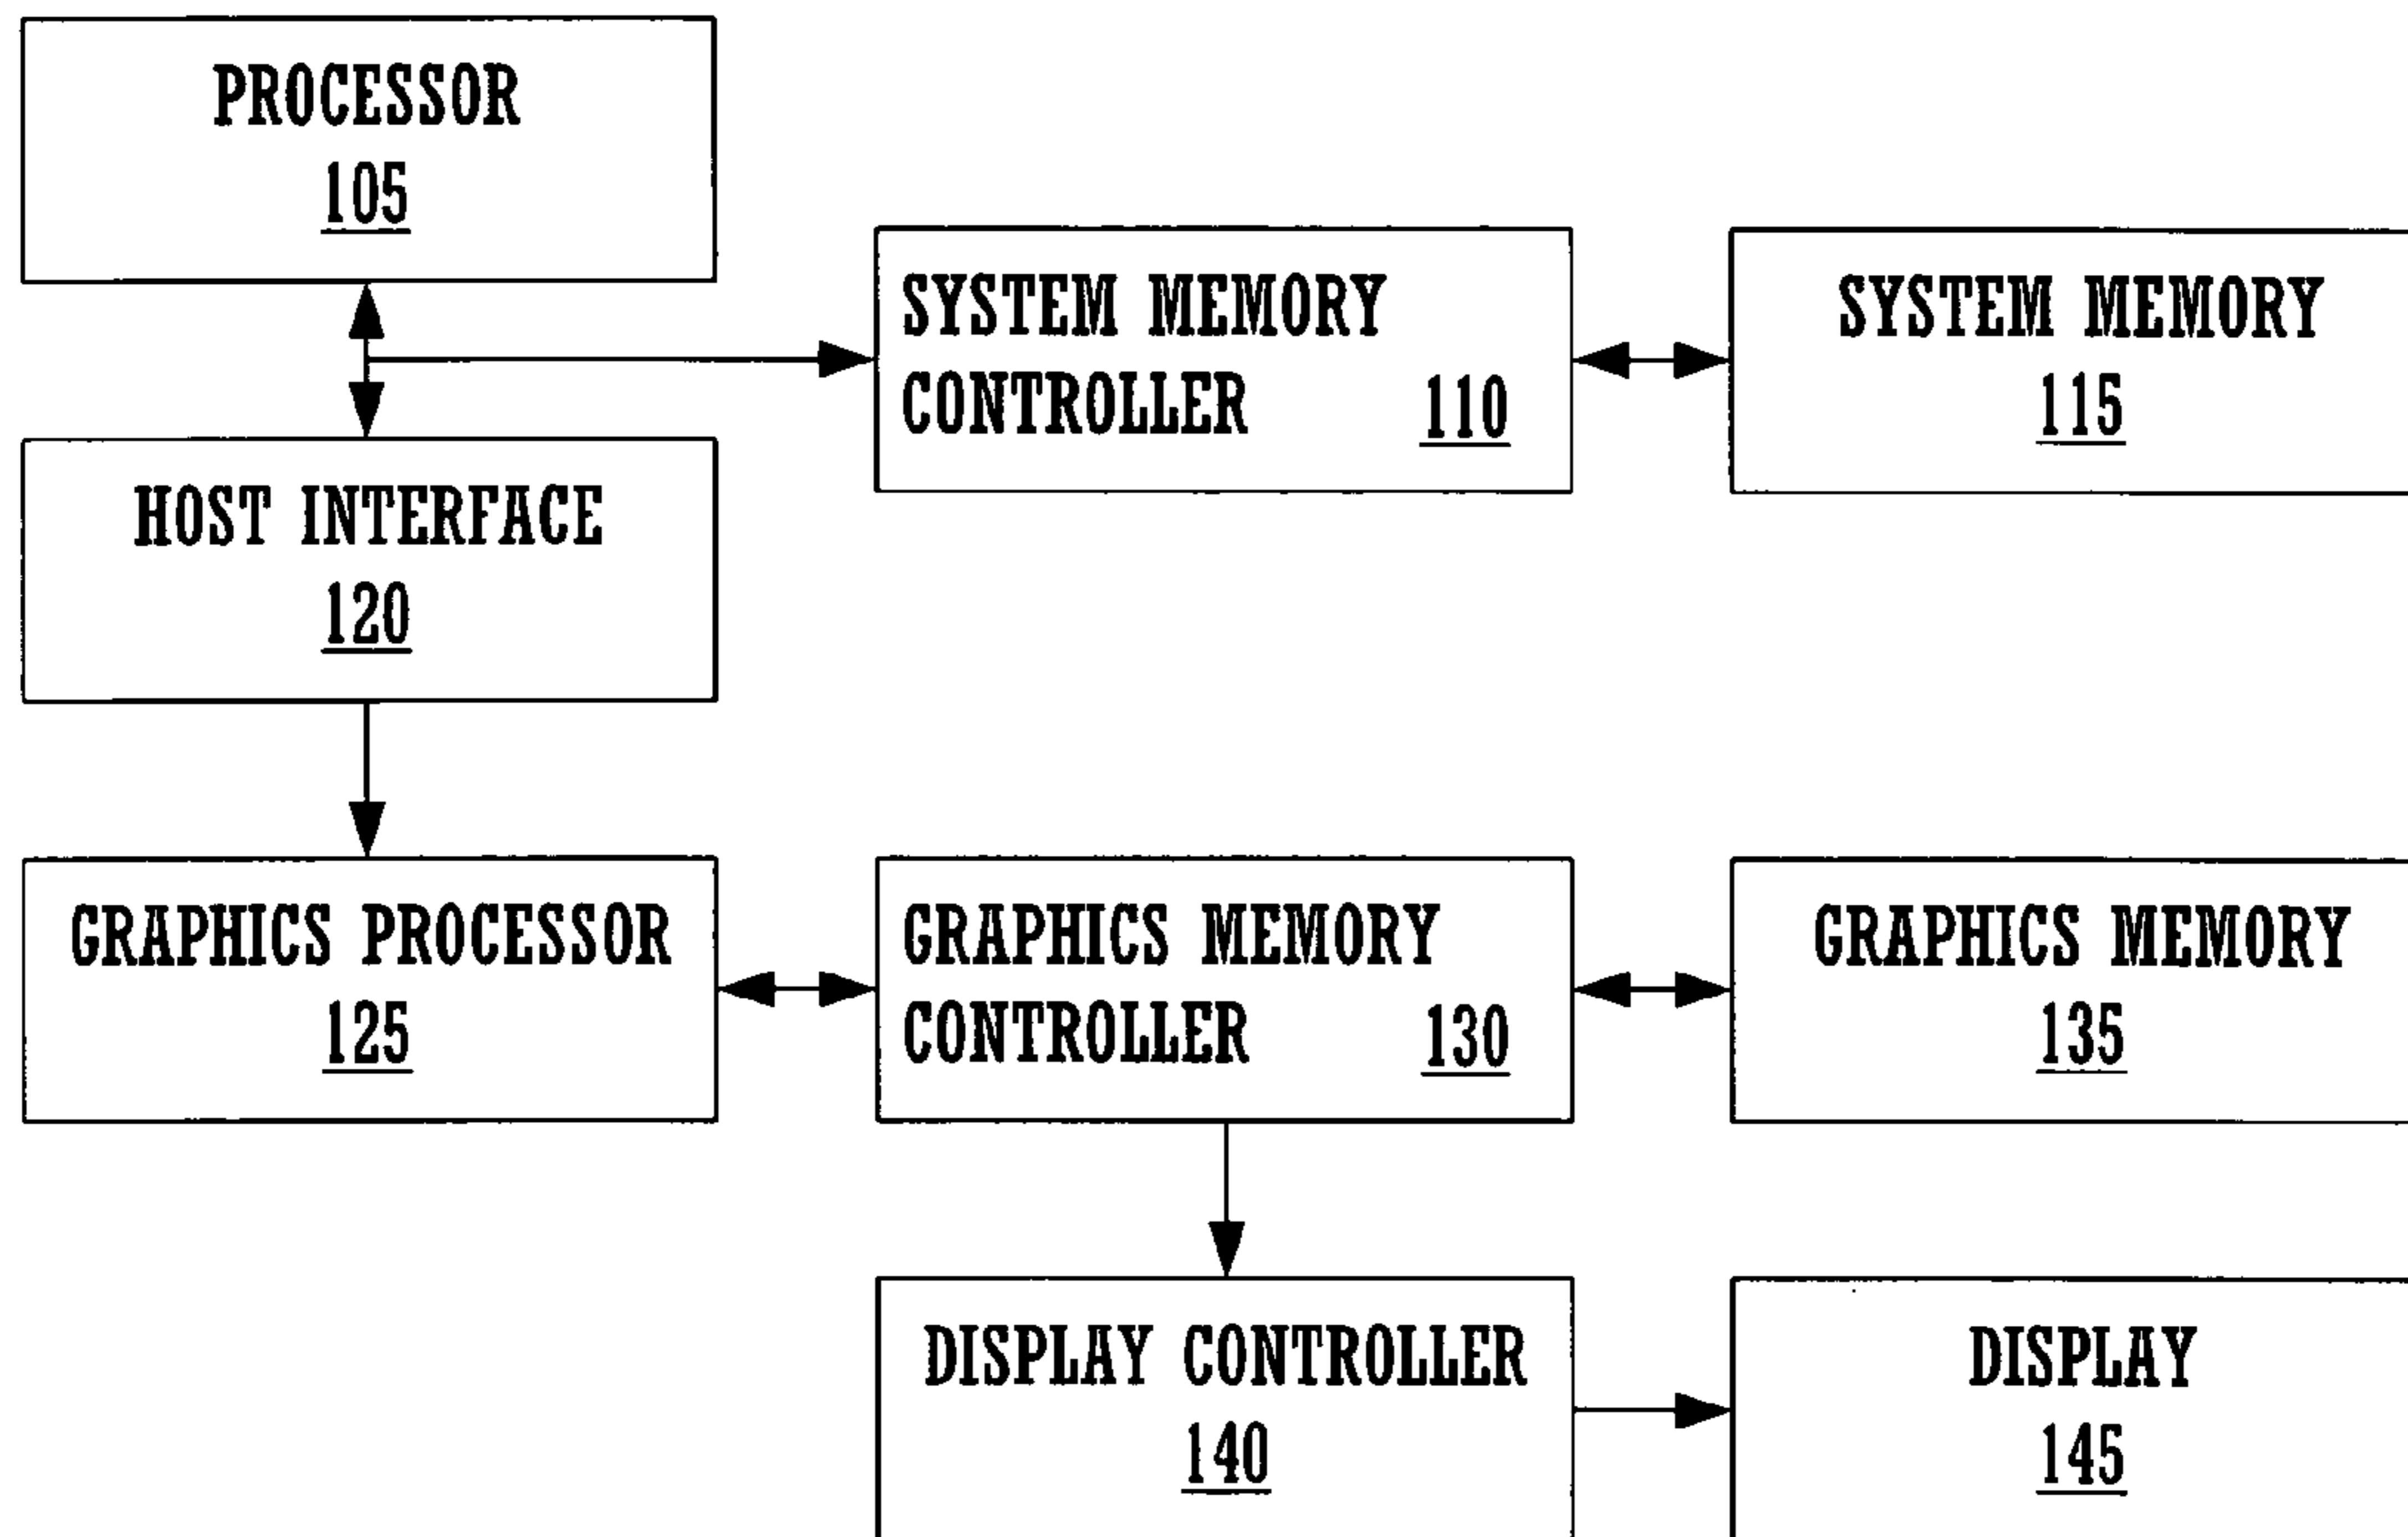 PROCESSOR
105
SYSTEM MEMORY
CONTROLLER 110
SYSTEM MEMORY
115
HOST INTERFACE
120
GRAPHICS PROCESSOR
125
GRAPHICS MEMORY
CONTROLLER 130
GRAPHICS MEMORY
135
DISPLAY CONTROLLER
140
DISPLAY
145